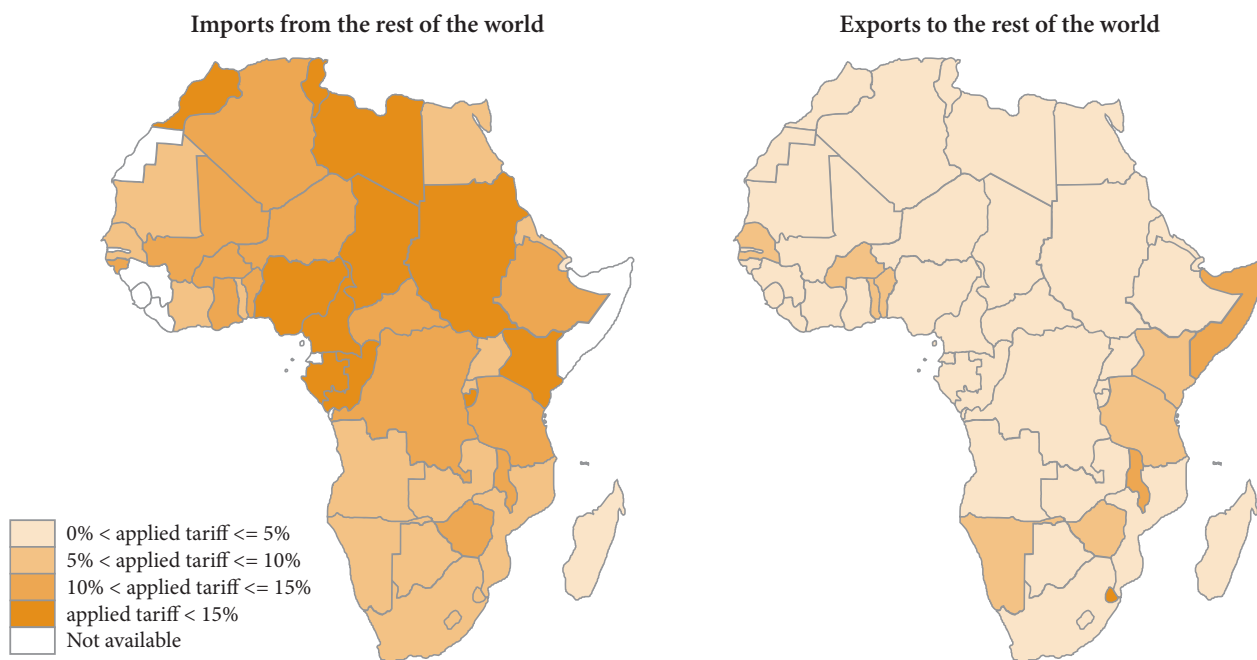 Imports from the rest of the world
Exports to the rest of the world
0% < applied tariff <= 5%
5% < applied tariff <= 10%
10% < applied tariff <= 15%
applied tariff < 15%
Not available